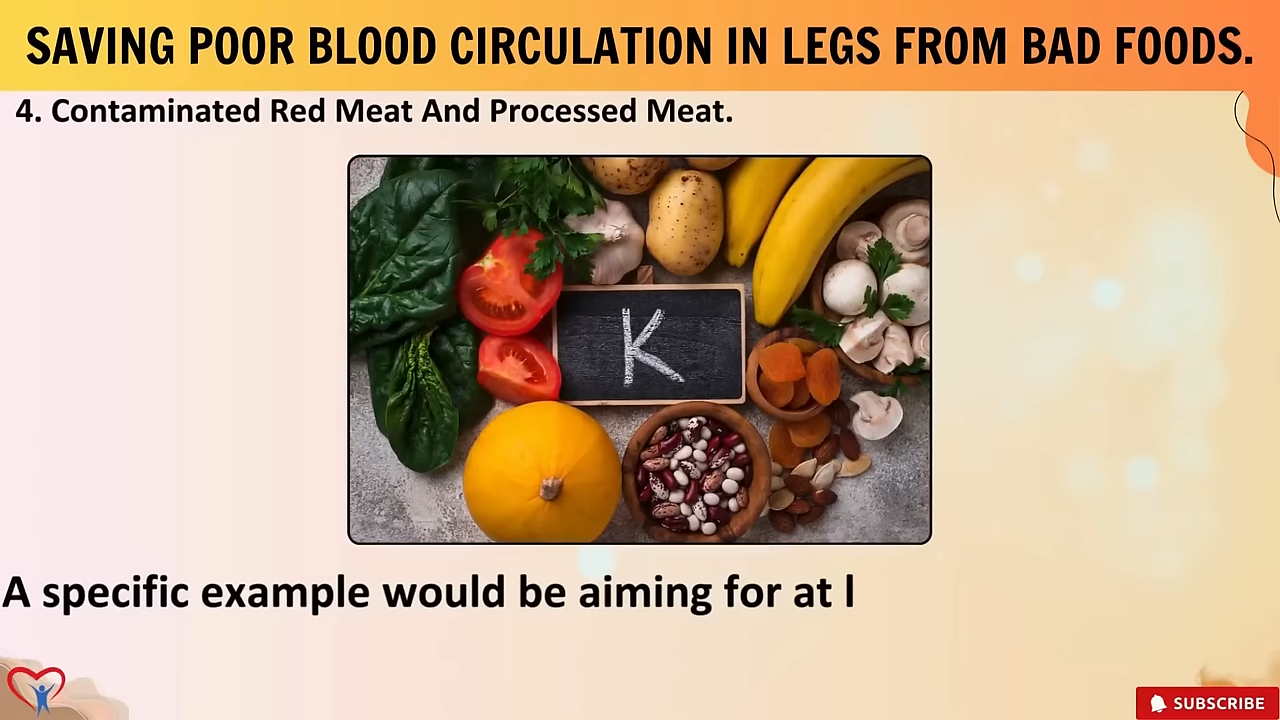 SAVING POOR BLOOD CIRCULATION IN LEGS FROM BAD FOODS.
4. Contaminated Red Meat And Processed Meat.
K
A specific example would be aiming for at l
SUBSCRIBE